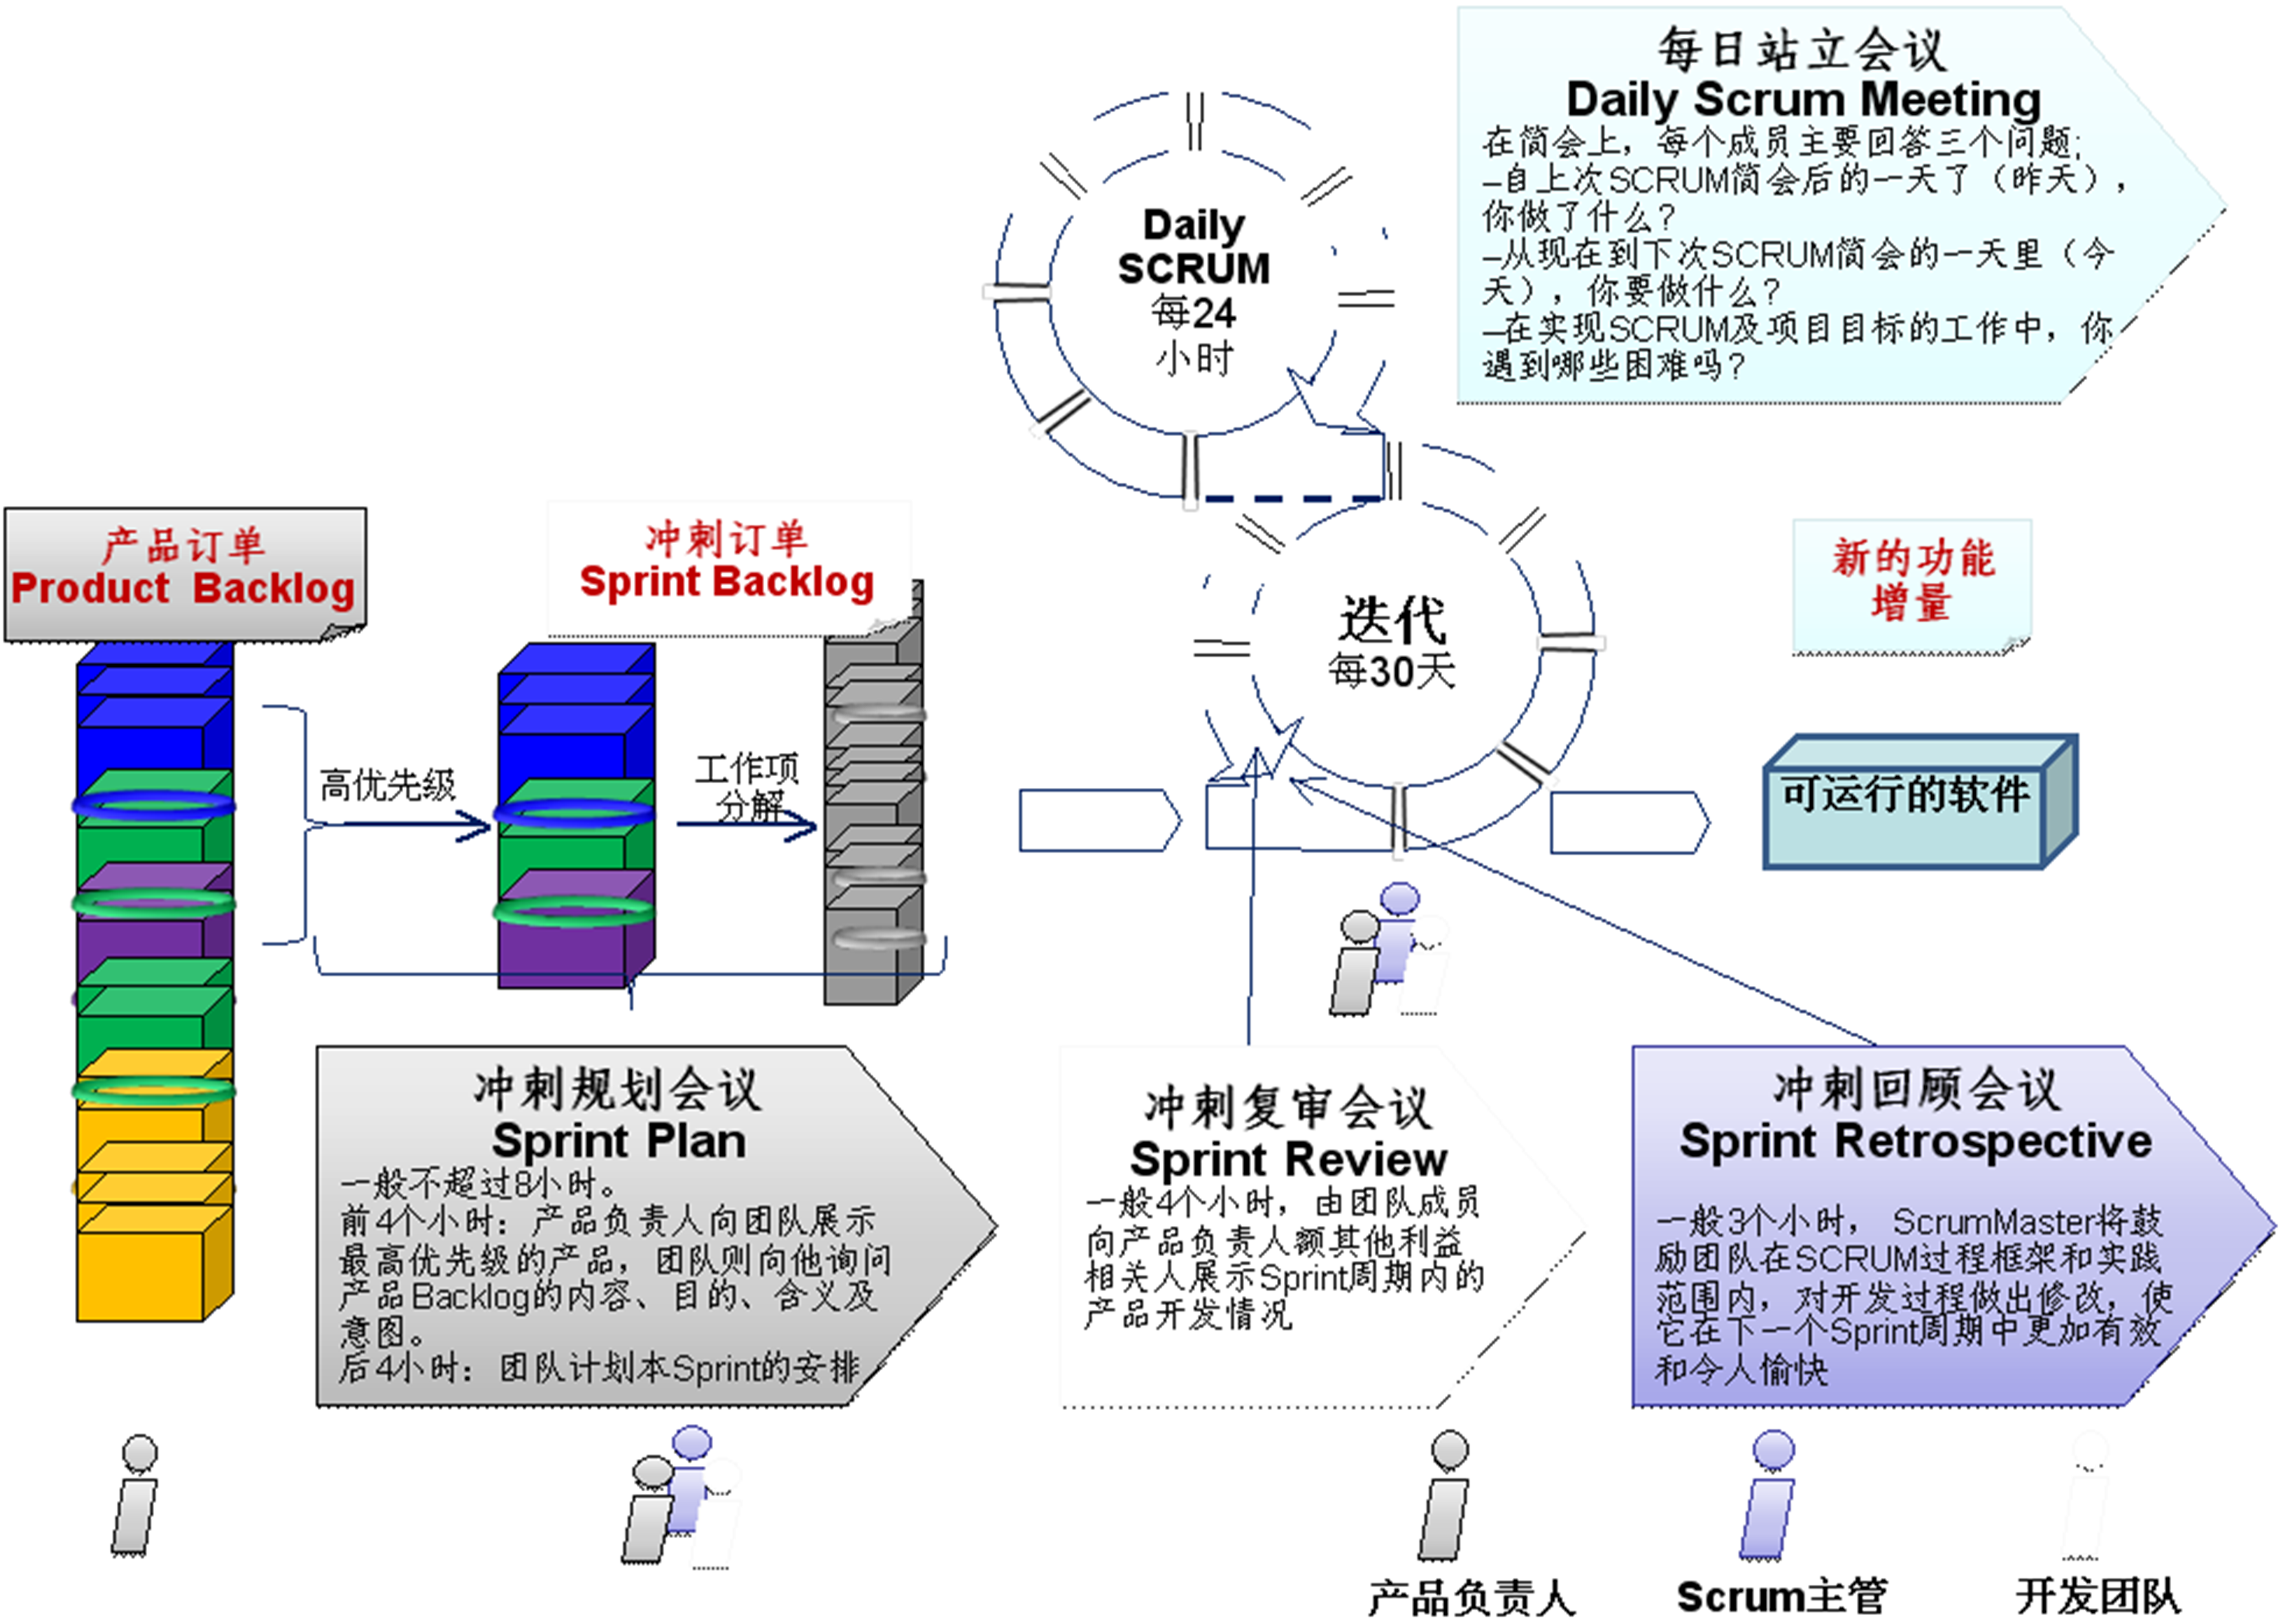 每日站立会议
Daily Scrum Meeting
在简会上，每个成员主要回答三个问题;
–自上次SCRUM简会后的一天了（昨天），
你做了什么?
–从现在到下次SCRUM简会的一天里（今
天），你要做什么?
–在实现SCRUM及项目目标的工作中，你
遇到哪些困难吗?
Daily
SCRUM
每24
小时
产品订单
Product Backlog
冲刺订单
Sprint Backlog
迭代
每30天
新的功能
增量
高优先级
工作项
分解
可运行的软件
冲刺规划会议
Sprint Plan
一般不超过8小时。
前4个小时：产品负责人向团队展示
最高优先级的产品，团队则向他询问
产品Backlog的内容、目的、含义及
意图。
后4小时：团队计划本Sprint的安排
冲刺复审会议
Sprint Review
一般4个小时，由团队成员
向产品负责人额其他利益
相关人展示Sprint周期内的
产品开发情况
冲刺回顾会议
Sprint Retrospective
一般3个小时， ScrumMaster将鼓
励团队在SCRUM过程框架和实践
范围内，对开发过程做出修改，使
它在下一个Sprint周期中更加有效
和令人愉快
产品负责人
Scrum主管
开发团队